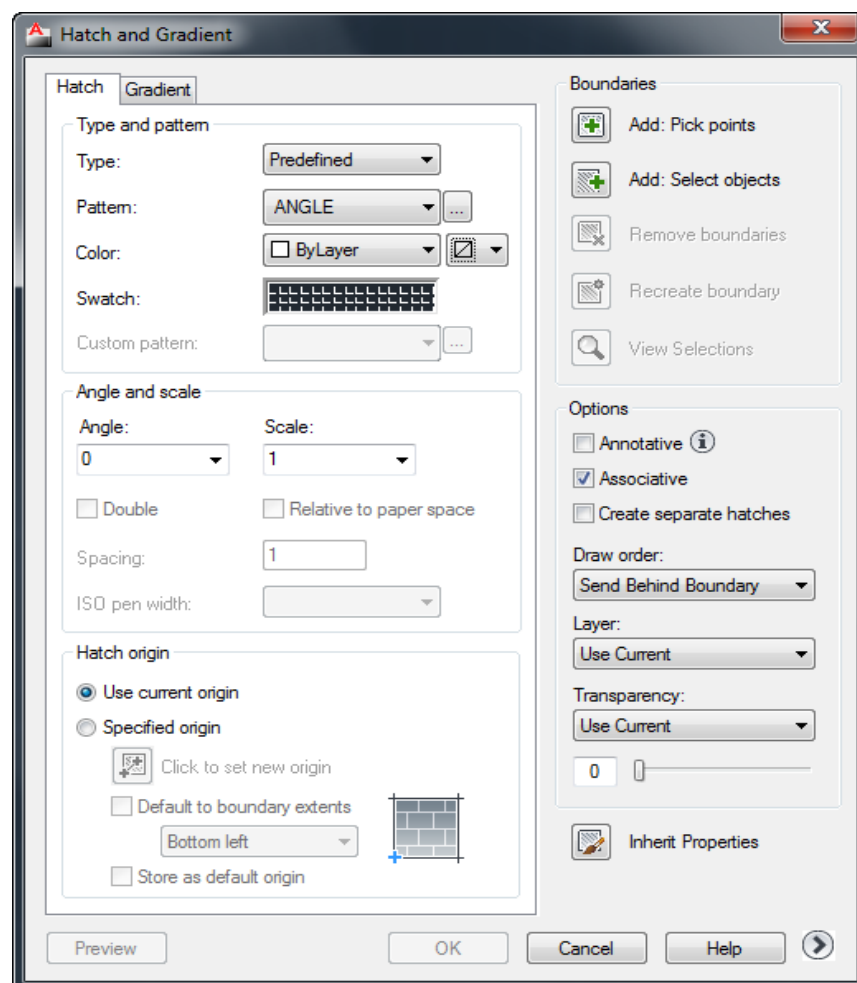 Hatch and Gradient
Hatch Gradient
Type and pattern
Type: Predefined
Pattern: ANGLE ...
Color: ByLayer
Swatch:
Custom pattern: ...
Angle and scale
Angle: Scale:
0 1
Double Relative to paper space
Spacing: 1
ISO pen width:
Hatch origin
Use current origin
Specified origin
Click to set new origin
Default to boundary extents
Bottom left
Store as default origin
Boundaries
Add: Pick points
Add: Select objects
Remove boundaries
Recreate boundary
View Selections
Options
Annotative
Associative
Create separate hatches
Draw order:
Send Behind Boundary
Layer:
Use Current
Transparency:
Use Current
0
Inherit Properties
Preview OK Cancel Help